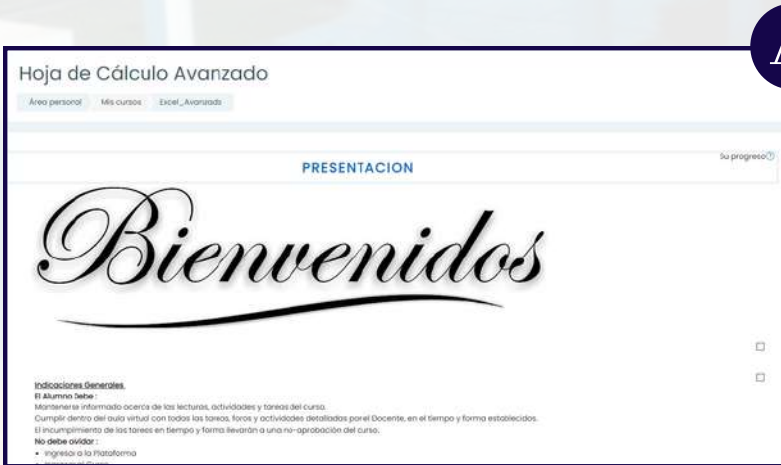 Hoja de Cálculo Avanzado
Área personal Mis cursos Excel_Avanzado
Su progreso
PRESENTACION
Bienvenidos
Indicaciones Generales.
El Alumno Debe :
Mantenerse informado acerca de las lecturas, actividades y tareas del curso.
Cumplir dentro del aula virtual con todas las tareas, foros y actividades detalladas por el Docente, en el tiempo y forma establecidos.
El incumplimiento de las tareas en tiempo y forma llevarán a una no-aprobación del curso.
No debe ovidar :
• Ingresar a la Plataforma